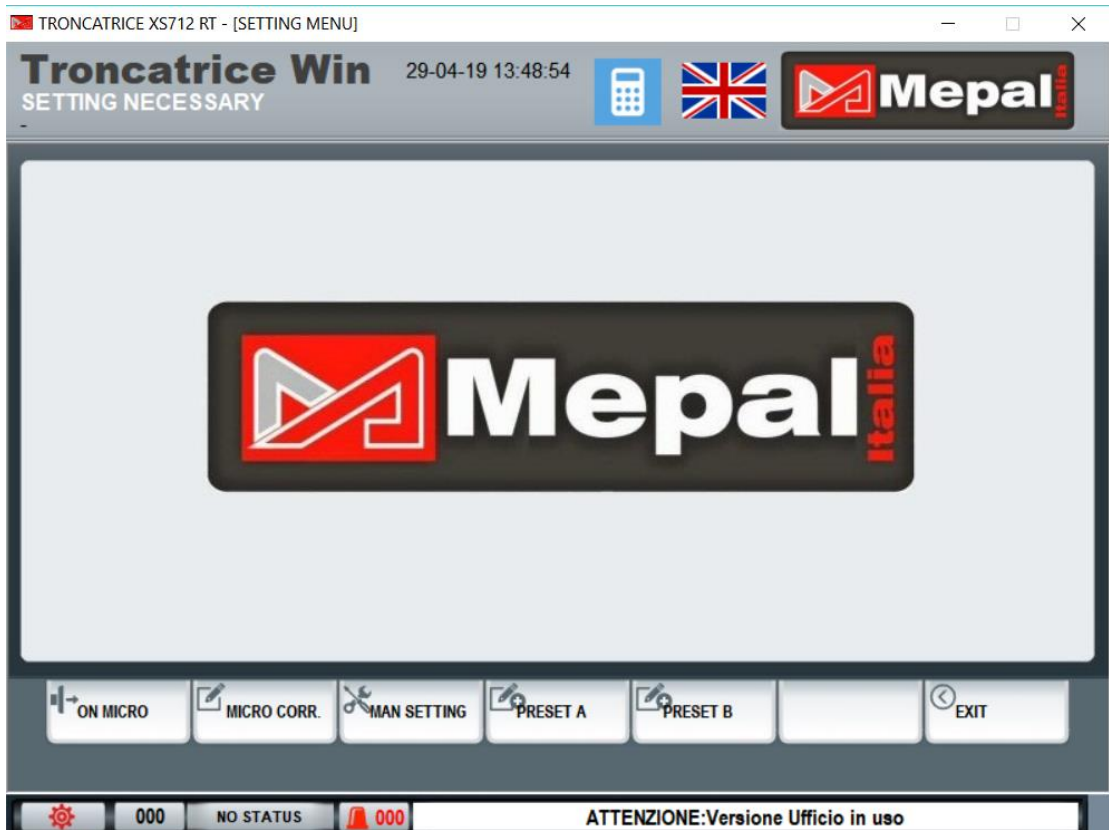 TRONCATRICE XS712 RT - [SETTING MENU]
Troncatrice Win
29-04-19 13:48:54
SETTING NECESSARY
-
Mepal Italia
Mepal Italia
ON MICRO
MICRO CORR.
MAN SETTING
PRESET A
PRESET B
EXIT
000
NO STATUS
000
ATTENZIONE:Versione Ufficio in uso